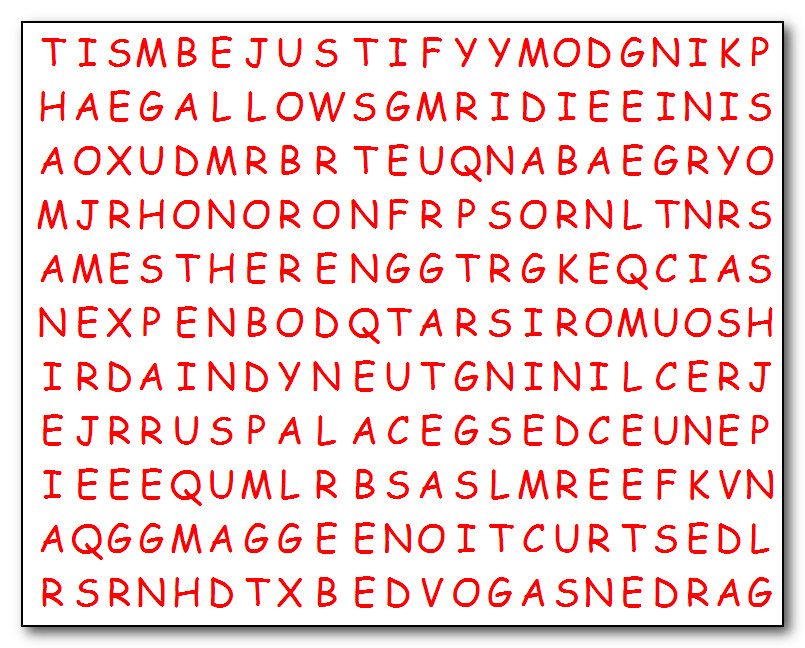 TISMBEJUSTIFYYMODGNIKP
HAEGALLOWSGMRIDIEEINIS
AOXUDMRBRTEUQNABAEGRYO
MJRHONORONFRPSORNLTNRS
AMESTHERENGGTRGKEQCIAS
NEXPENBODQTARSIROMUOSH
IRDAINDYNEUTGNINILCERJ
EJRRUSPALACEGSEDCEUNEP
IEEEQUMLRBSASLMREEFKVN
AQGGMAGGEENOITCURTSEDL
RSRNHDTXBEDVOGASNEDRAG